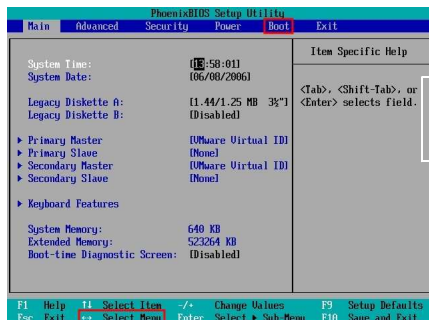 PhoenixBIOS Setup Utility
Main Advanced Security Power Boot Exit
Item Specific Help
System Time: [13:58:01]
System Date: [06/08/2006]
<Tab>, <Shift-Tab>, or
<Enter> selects field.
Legacy Diskette A: [1.44/1.25 MB 3½"]
Legacy Diskette B: [Disabled]
▶ Primary Master [VMware Virtual ID]
▶ Primary Slave [None]
▶ Secondary Master [VMware Virtual ID]
▶ Secondary Slave [None]
▶ Keyboard Features
System Memory: 640 KB
Extended Memory: 523264 KB
Boot-time Diagnostic Screen: [Disabled]
F1 Help ↑↓ Select Item -/+ Change Values F9 Setup Defaults
Esc Exit ↔ Select Menu Enter Select ▶ Sub-Menu F10 Save and Exit